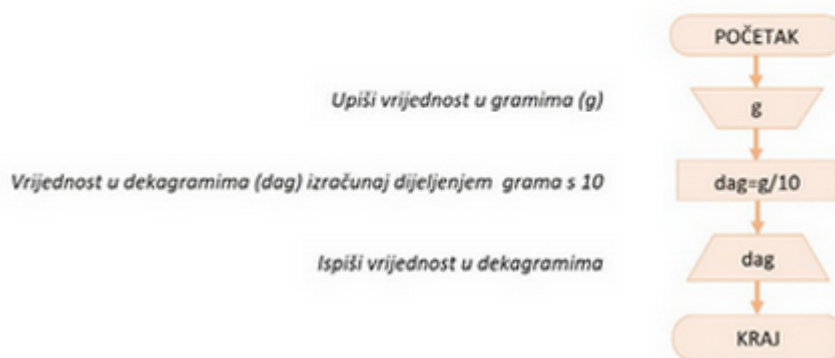 POČETAK
Upiši vrijednost u gramima (g)
g
Vrijednost u dekagramima (dag) izračunaj dijeljenjem grama s 10
dag=g/10
Ispiši vrijednost u dekagramima
dag
KRAJ